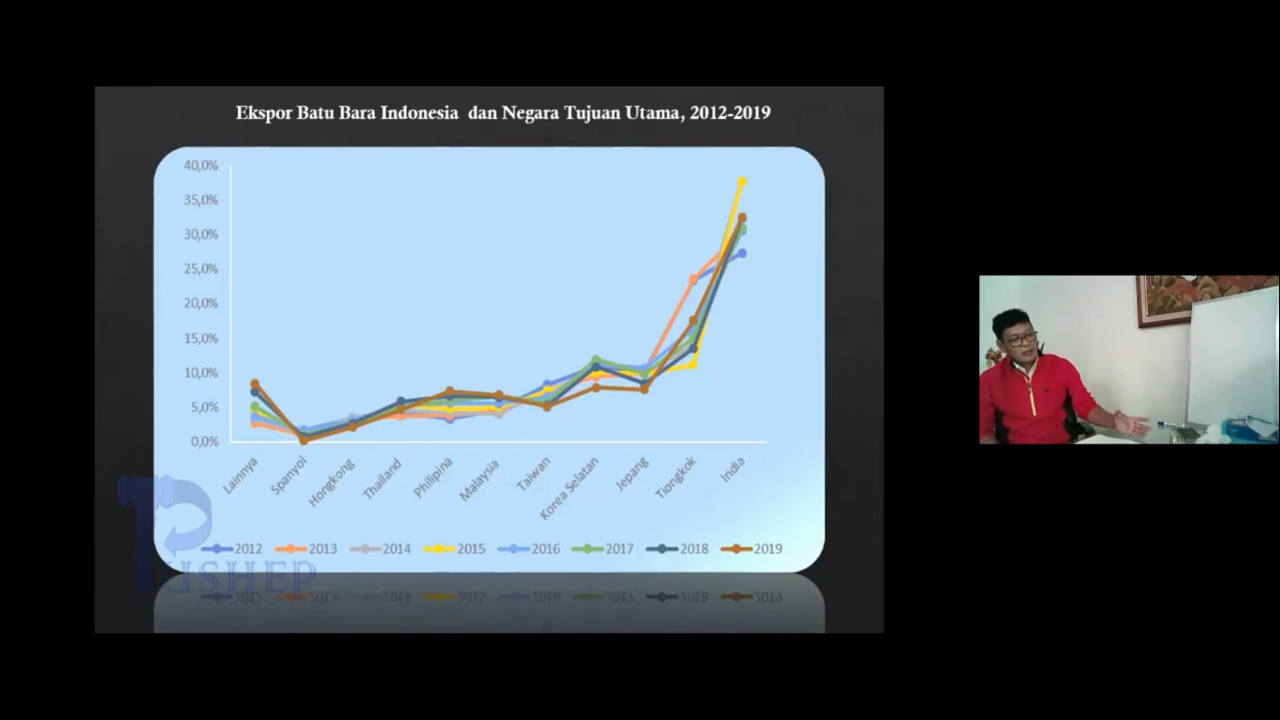 Ekspor Batu Bara Indonesia dan Negara Tujuan Utama, 2012-2019
40,0%
35,0%
30,0%
25,0%
20,0%
15,0%
10,0%
5,0%
0,0%
Lainnya Spanyol Hongkong Thailand Philipina Malaysia Taiwan Korea Selatan Jepang Tiongkok India
2012 2013 2014 2015 2016 2017 2018 2019
PUSHEP